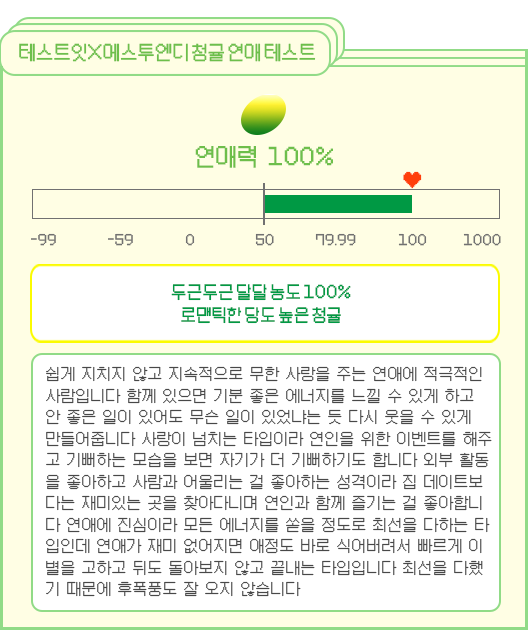 테스트잇X메스투엔디 청귤 연애 테스트
연매력 100%
-99 -59 0 50 79.99 100 1000
두근두근 달달 농도 100%
로맨틱한 당도 높은 청귤
쉽게 지치지 않고 지속적으로 무한 사랑을 주는 연애에 적극적인
사람입니다 함께 있으면 기분 좋은 에너지를 느낄 수 있게 하고
안 좋은 일이 있어도 무슨 일이 있었냐는 듯 다시 웃을 수 있게
만들어줍니다 사랑이 넘치는 타입이라 연인을 위한 이벤트를 해주
고 기뻐하는 모습을 보면 자기가 더 기뻐하기도 합니다 외부 활동
을 좋아하고 사람과 어울리는 걸 좋아하는 성격이라 집 데이트보
다는 재미있는 곳을 찾아다니며 연인과 함께 즐기는 걸 좋아합니
다 연애에 진심이라 모든 에너지를 쏟을 정도로 최선을 다하는 타
입인데 연애가 재미 없어지면 애정도 바로 식어버려서 빠르게 이
별을 고하고 뒤도 돌아보지 않고 끝내는 타입입니다 최선을 다했
기 때문에 후폭풍도 잘 오지 않습니다